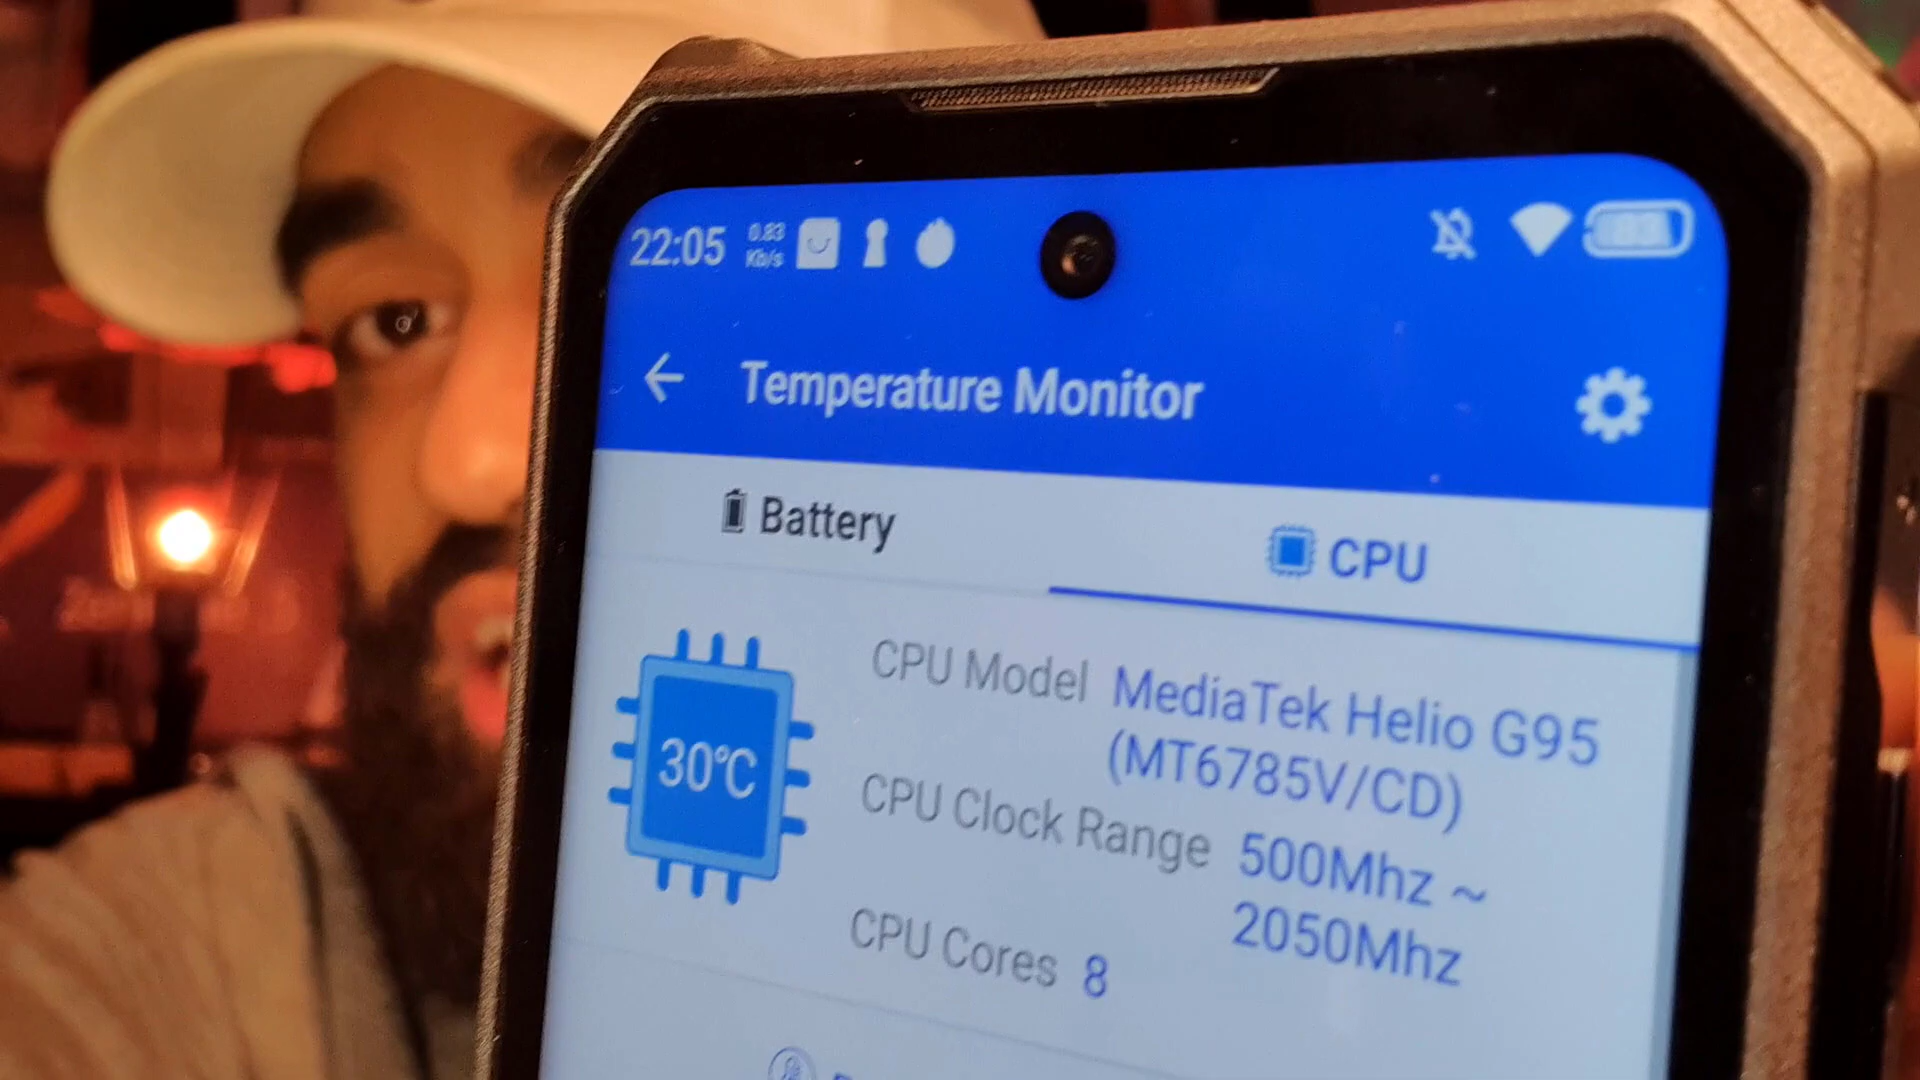 22:05 0.83 Kb/s 83
Temperature Monitor
Battery CPU
30°C
CPU Model MediaTek Helio G95
(MT6785V/CD)
CPU Clock Range 500Mhz ~
2050Mhz
CPU Cores 8